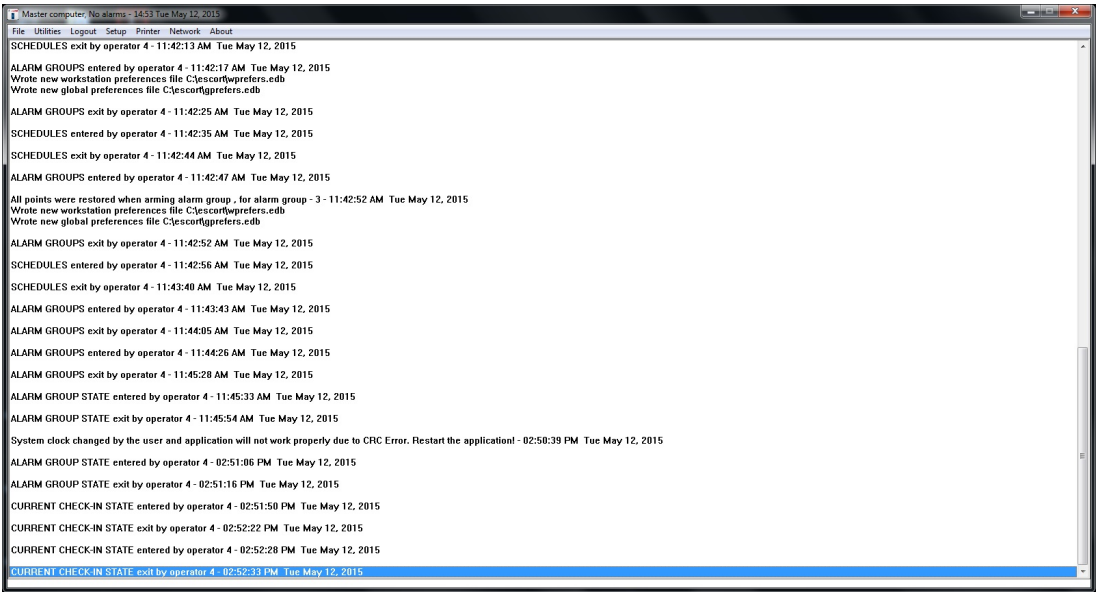 Master computer, No alarms - 14:53 Tue May 12, 2015
File Utilities Logout Setup Printer Network About
SCHEDULES exit by operator 4 - 11:42:13 AM Tue May 12, 2015
ALARM GROUPS entered by operator 4 - 11:42:17 AM Tue May 12, 2015
Wrote new workstation preferences file C:\escort\wprefers.edb
Wrote new global preferences file C:\escort\gprefers.edb
ALARM GROUPS exit by operator 4 - 11:42:25 AM Tue May 12, 2015
SCHEDULES entered by operator 4 - 11:42:35 AM Tue May 12, 2015
SCHEDULES exit by operator 4 - 11:42:44 AM Tue May 12, 2015
ALARM GROUPS entered by operator 4 - 11:42:47 AM Tue May 12, 2015
All points were restored when arming alarm group , for alarm group - 3 - 11:42:52 AM Tue May 12, 2015
Wrote new workstation preferences file C:\escort\wprefers.edb
Wrote new global preferences file C:\escort\gprefers.edb
ALARM GROUPS exit by operator 4 - 11:42:52 AM Tue May 12, 2015
SCHEDULES entered by operator 4 - 11:42:56 AM Tue May 12, 2015
SCHEDULES exit by operator 4 - 11:43:40 AM Tue May 12, 2015
ALARM GROUPS entered by operator 4 - 11:43:43 AM Tue May 12, 2015
ALARM GROUPS exit by operator 4 - 11:44:05 AM Tue May 12, 2015
ALARM GROUPS entered by operator 4 - 11:44:26 AM Tue May 12, 2015
ALARM GROUPS exit by operator 4 - 11:45:28 AM Tue May 12, 2015
ALARM GROUP STATE entered by operator 4 - 11:45:33 AM Tue May 12, 2015
ALARM GROUP STATE exit by operator 4 - 11:45:54 AM Tue May 12, 2015
System clock changed by the user and application will not work properly due to CRC Error. Restart the application! - 02:50:39 PM Tue May 12, 2015
ALARM GROUP STATE entered by operator 4 - 02:51:06 PM Tue May 12, 2015
ALARM GROUP STATE exit by operator 4 - 02:51:16 PM Tue May 12, 2015
CURRENT CHECK-IN STATE entered by operator 4 - 02:51:50 PM Tue May 12, 2015
CURRENT CHECK-IN STATE exit by operator 4 - 02:52:22 PM Tue May 12, 2015
CURRENT CHECK-IN STATE entered by operator 4 - 02:52:28 PM Tue May 12, 2015
CURRENT CHECK-IN STATE exit by operator 4 - 02:52:33 PM Tue May 12, 2015